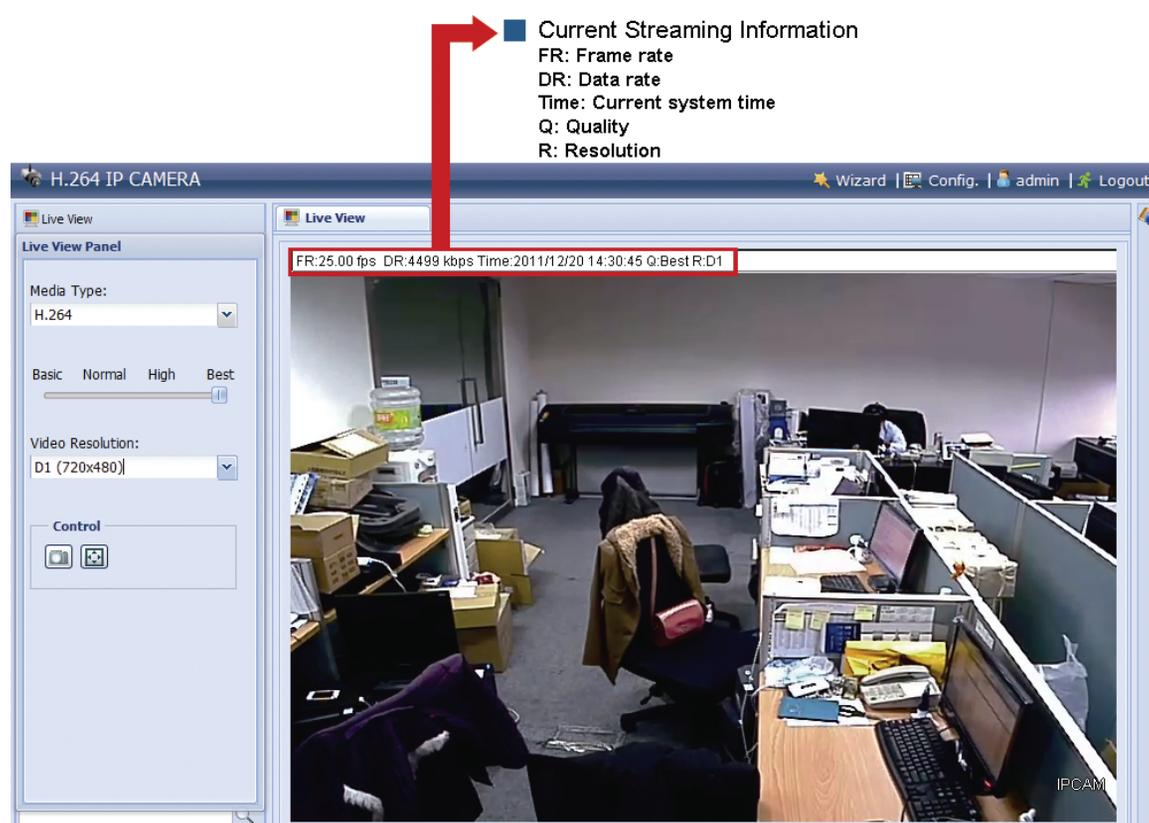 Current Streaming Information
FR: Frame rate
DR: Data rate
Time: Current system time
Q: Quality
R: Resolution
H.264 IP CAMERA
Wizard | Config. | admin | Logout
Live View
Live View Panel
Media Type:
H.264
Basic Normal High Best
Video Resolution:
D1 (720x480)
Control
Live View
FR:25.00 fps DR:4499 kbps Time:2011/12/20 14:30:45 Q:Best R:D1
IPCAM